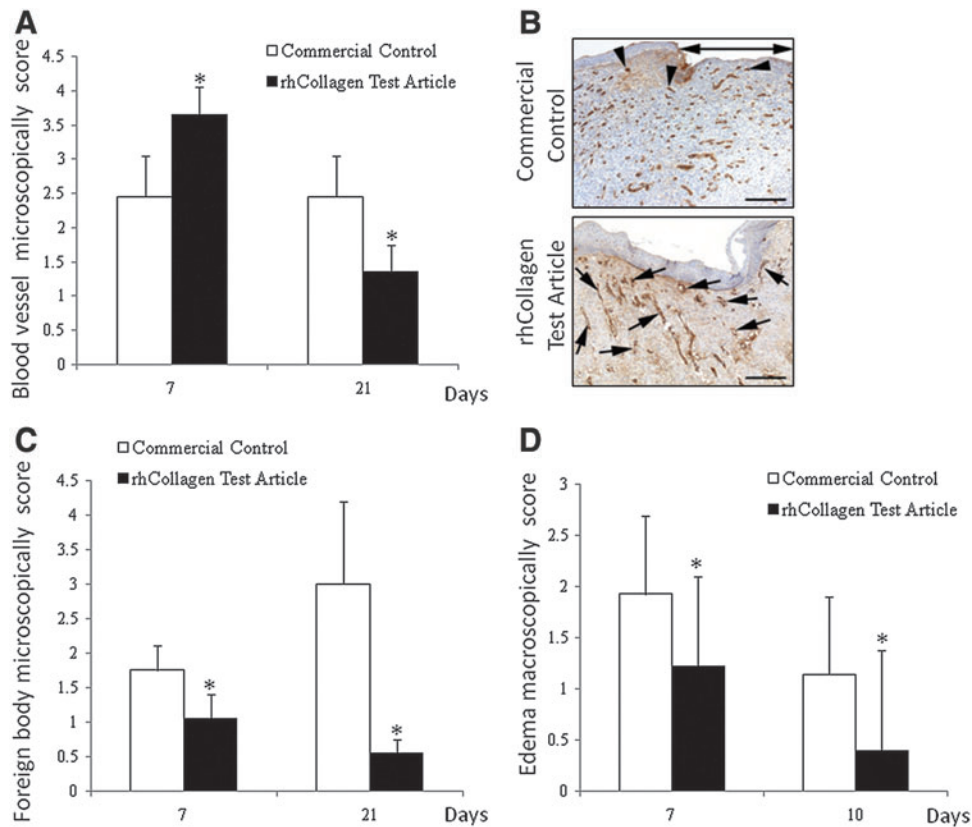 A
Commercial Control
rhCollagen Test Article
Blood vessel microscopically score
4.5
4
3.5
3
2.5
2
1.5
1
0.5
0
*
*
7
21
Days
B
Commercial
Control
rhCollagen
Test Article
C
Commercial Control
rhCollagen Test Article
Foreign body microscopically score
4.5
4
3.5
3
2.5
2
1.5
1
0.5
0
*
*
7
21
Days
D
Commercial Control
rhCollagen Test Article
Edema macroscopically score
3
2.5
2
1.5
1
0.5
0
*
*
7
10
Days